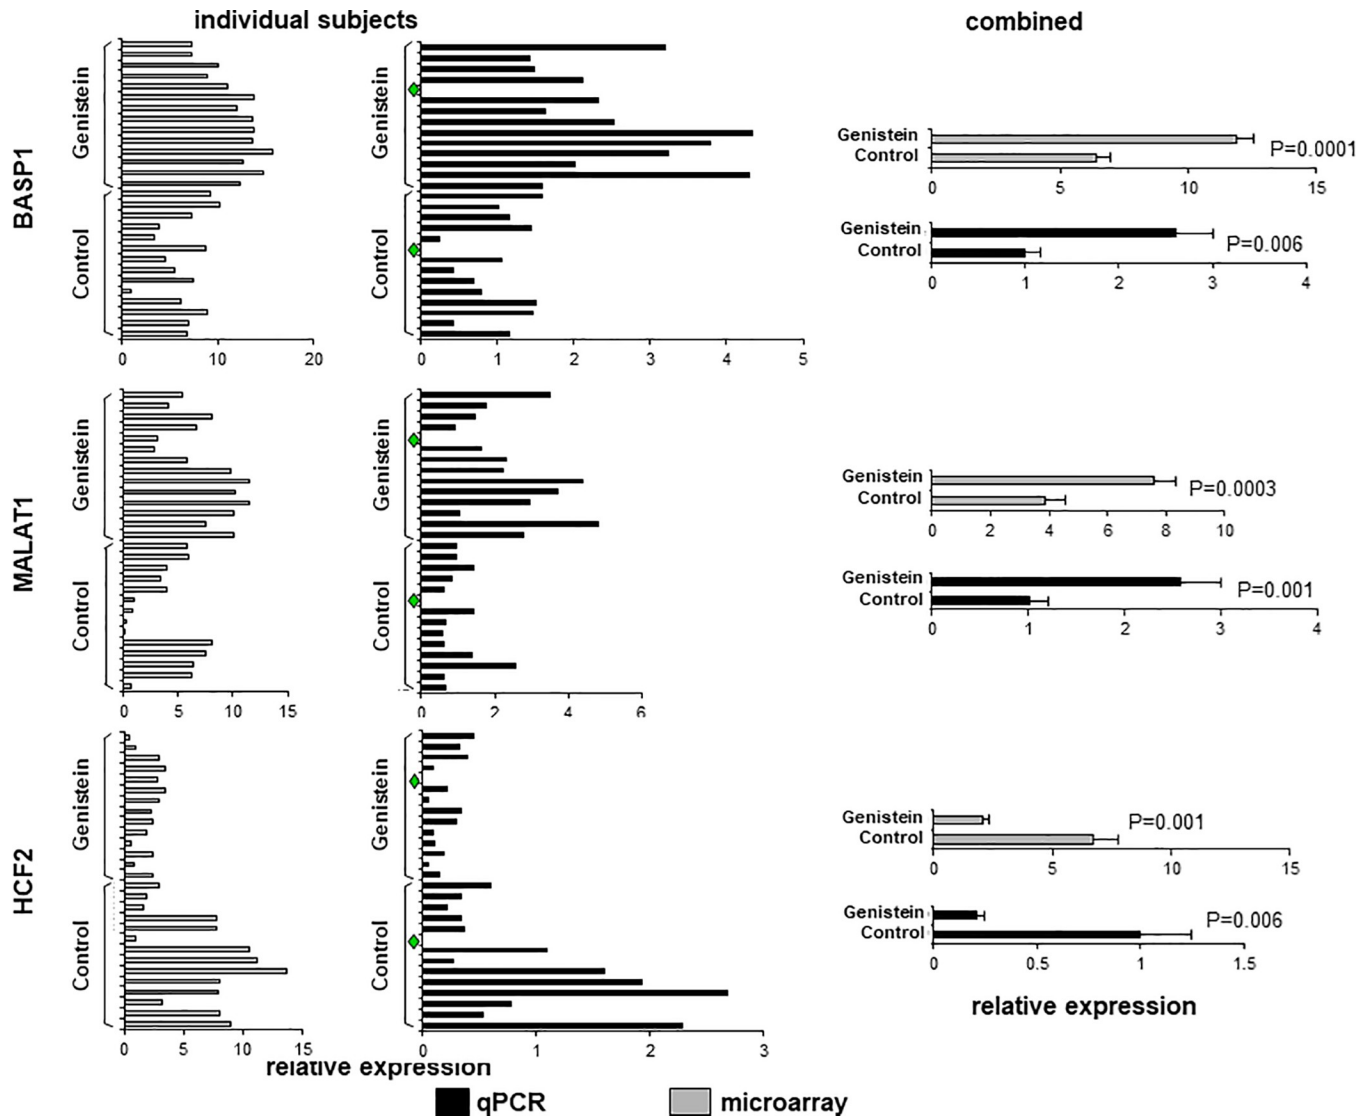 individual subjects
combined
BASP1
Genistein
Control
0 5 10 15 20
Genistein
Control
0 1 2 3 4 5
Genistein
Control
P=0.0001
0 5 10 15
Genistein
Control
P=0.006
0 1 2 3 4
MALAT1
Genistein
Control
0 5 10 15
Genistein
Control
0 2 4 6
Genistein
Control
P=0.0003
0 2 4 6 8 10
Genistein
Control
P=0.001
0 1 2 3 4
HCF2
Genistein
Control
0 5 10 15
Genistein
Control
0 1 2 3
Genistein
Control
P=0.001
0 5 10 15
Genistein
Control
P=0.006
0 0.5 1 1.5
relative expression
relative expression
qPCR
microarray